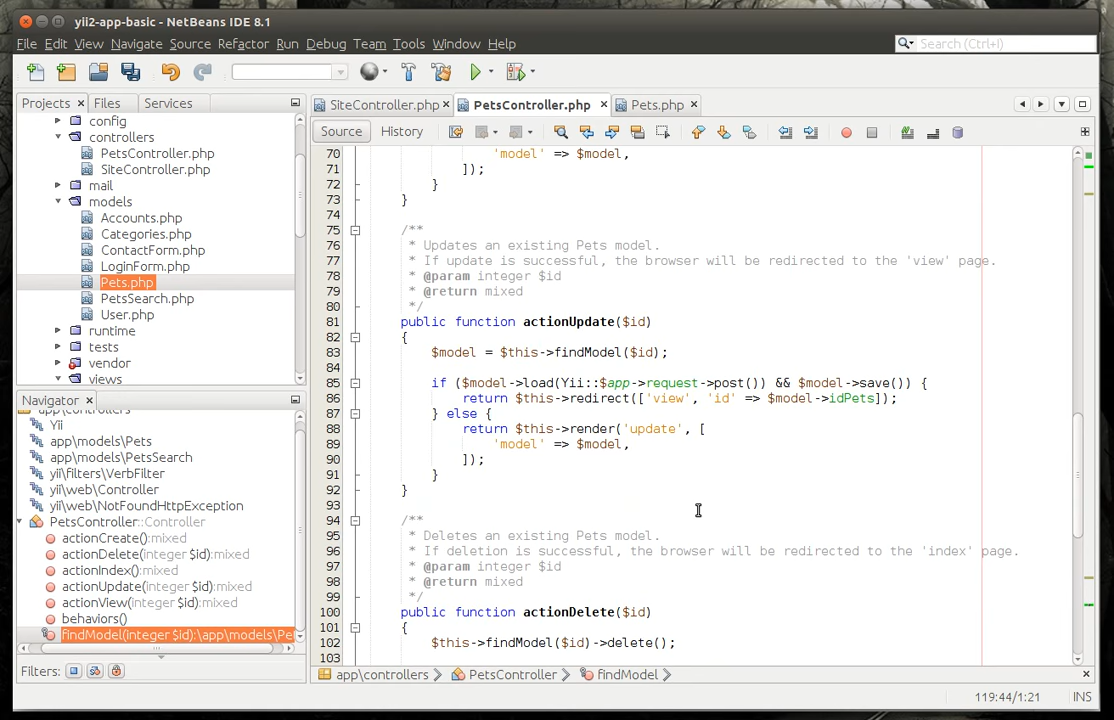 yii2-app-basic - NetBeans IDE 8.1
File Edit View Navigate Source Refactor Run Debug Team Tools Window Help
Search (Ctrl+I)
Projects Files Services
SiteController.php PetsController.php Pets.php
Source History
config
controllers
PetsController.php
SiteController.php
mail
models
Accounts.php
Categories.php
ContactForm.php
LoginForm.php
Pets.php
PetsSearch.php
User.php
runtime
tests
vendor
views
Navigator
app\controllers
Yii
app\models\Pets
app\models\PetsSearch
yii\filters\VerbFilter
yii\web\Controller
yii\web\NotFoundHttpException
PetsController::Controller
actionCreate():mixed
actionDelete(integer $id):mixed
actionIndex():mixed
actionUpdate(integer $id):mixed
actionView(integer $id):mixed
behaviors()
findModel(integer $id):\app\models\Pe
Filters:
70 'model' => $model,
71 ]);
72 }
73 }
74
75 /**
76 * Updates an existing Pets model.
77 * If update is successful, the browser will be redirected to the 'view' page.
78 * @param integer $id
79 * @return mixed
80 */
81 public function actionUpdate($id)
82 {
83 $model = $this->findModel($id);
84
85 if ($model->load(Yii::$app->request->post()) && $model->save()) {
86 return $this->redirect(['view', 'id' => $model->idPets]);
87 } else {
88 return $this->render('update', [
89 'model' => $model,
90 ]);
91 }
92 }
93
94 /**
95 * Deletes an existing Pets model.
96 * If deletion is successful, the browser will be redirected to the 'index' page.
97 * @param integer $id
98 * @return mixed
99 */
100 public function actionDelete($id)
101 {
102 $this->findModel($id)->delete();
103
app\controllers PetsController findModel
119:44/1:21 INS